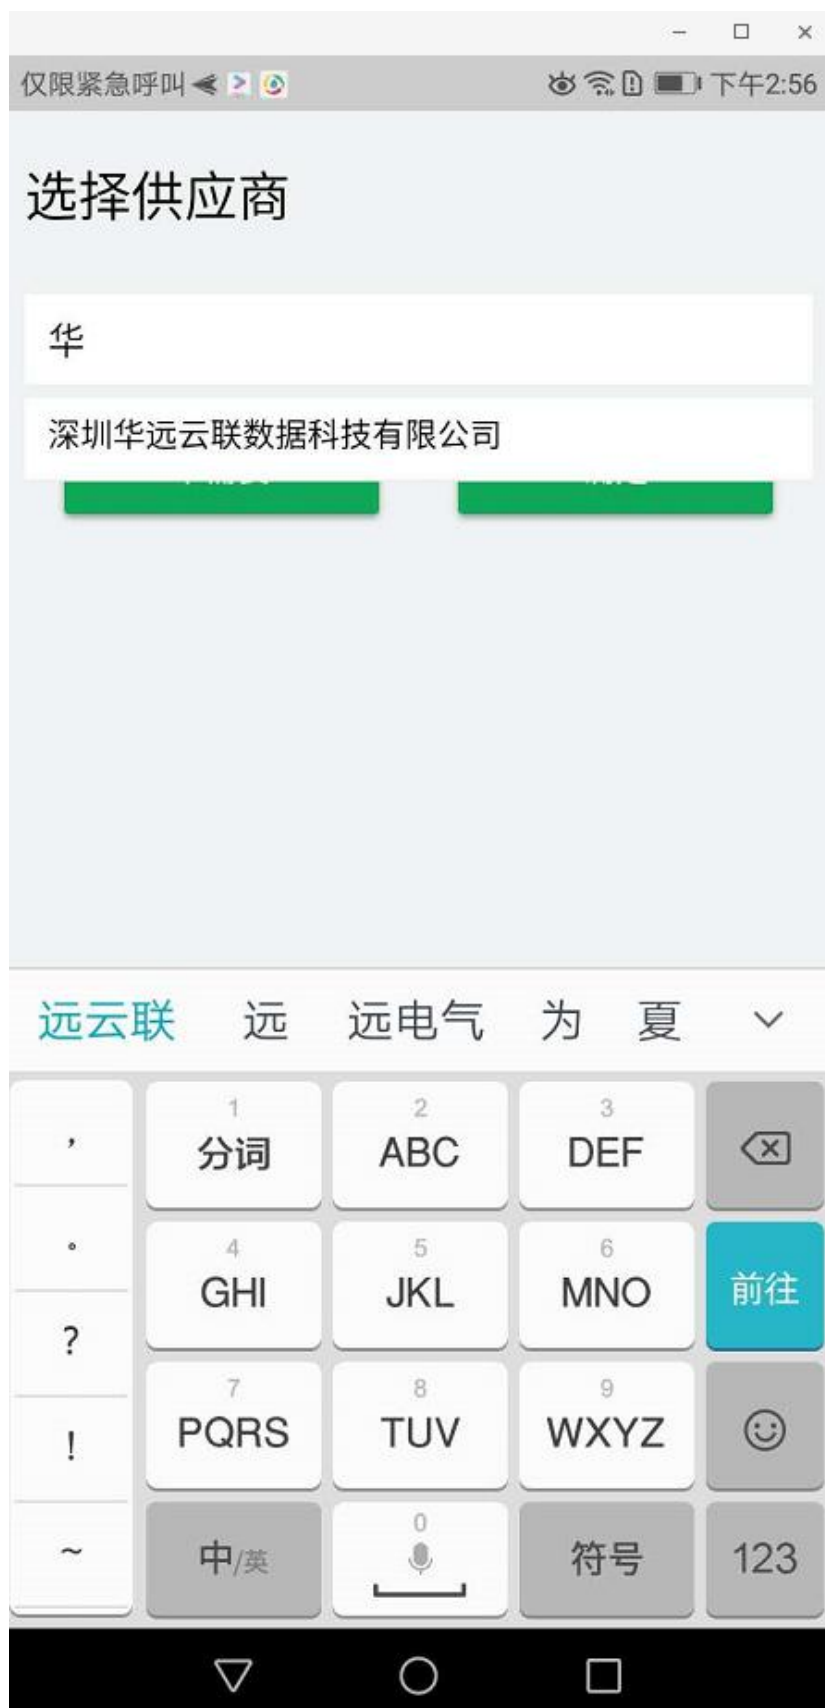 仅限紧急呼叫 下午2:56
选择供应商
华
深圳华远云联数据科技有限公司
远云联 远 远电气 为 夏
, 1 分词 2 ABC 3 DEF
。 4 GHI 5 JKL 6 MNO 前往
?
! 7 PQRS 8 TUV 9 WXYZ
~ 中/英 0 符号 123